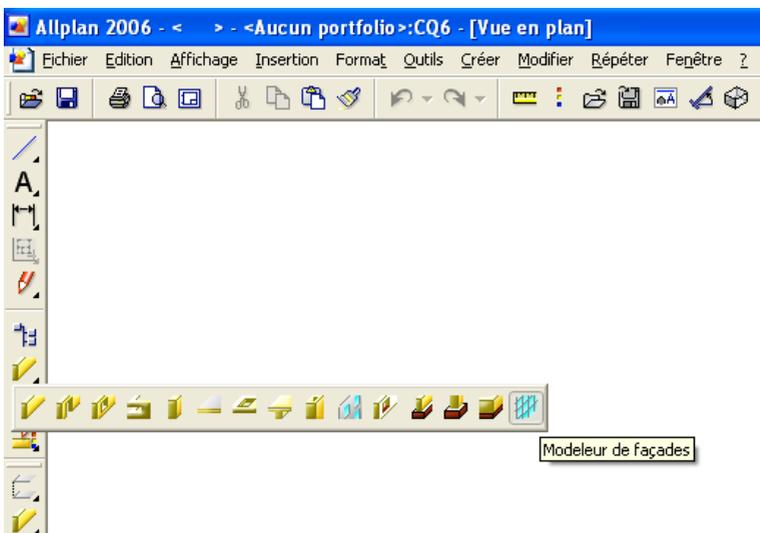 Allplan 2006 - < > - <Aucun portfolio>:CQ6 - [Vue en plan]
Fichier Edition Affichage Insertion Format Outils Créer Modifier Répéter Fenêtre ?
A
Modeleur de façades